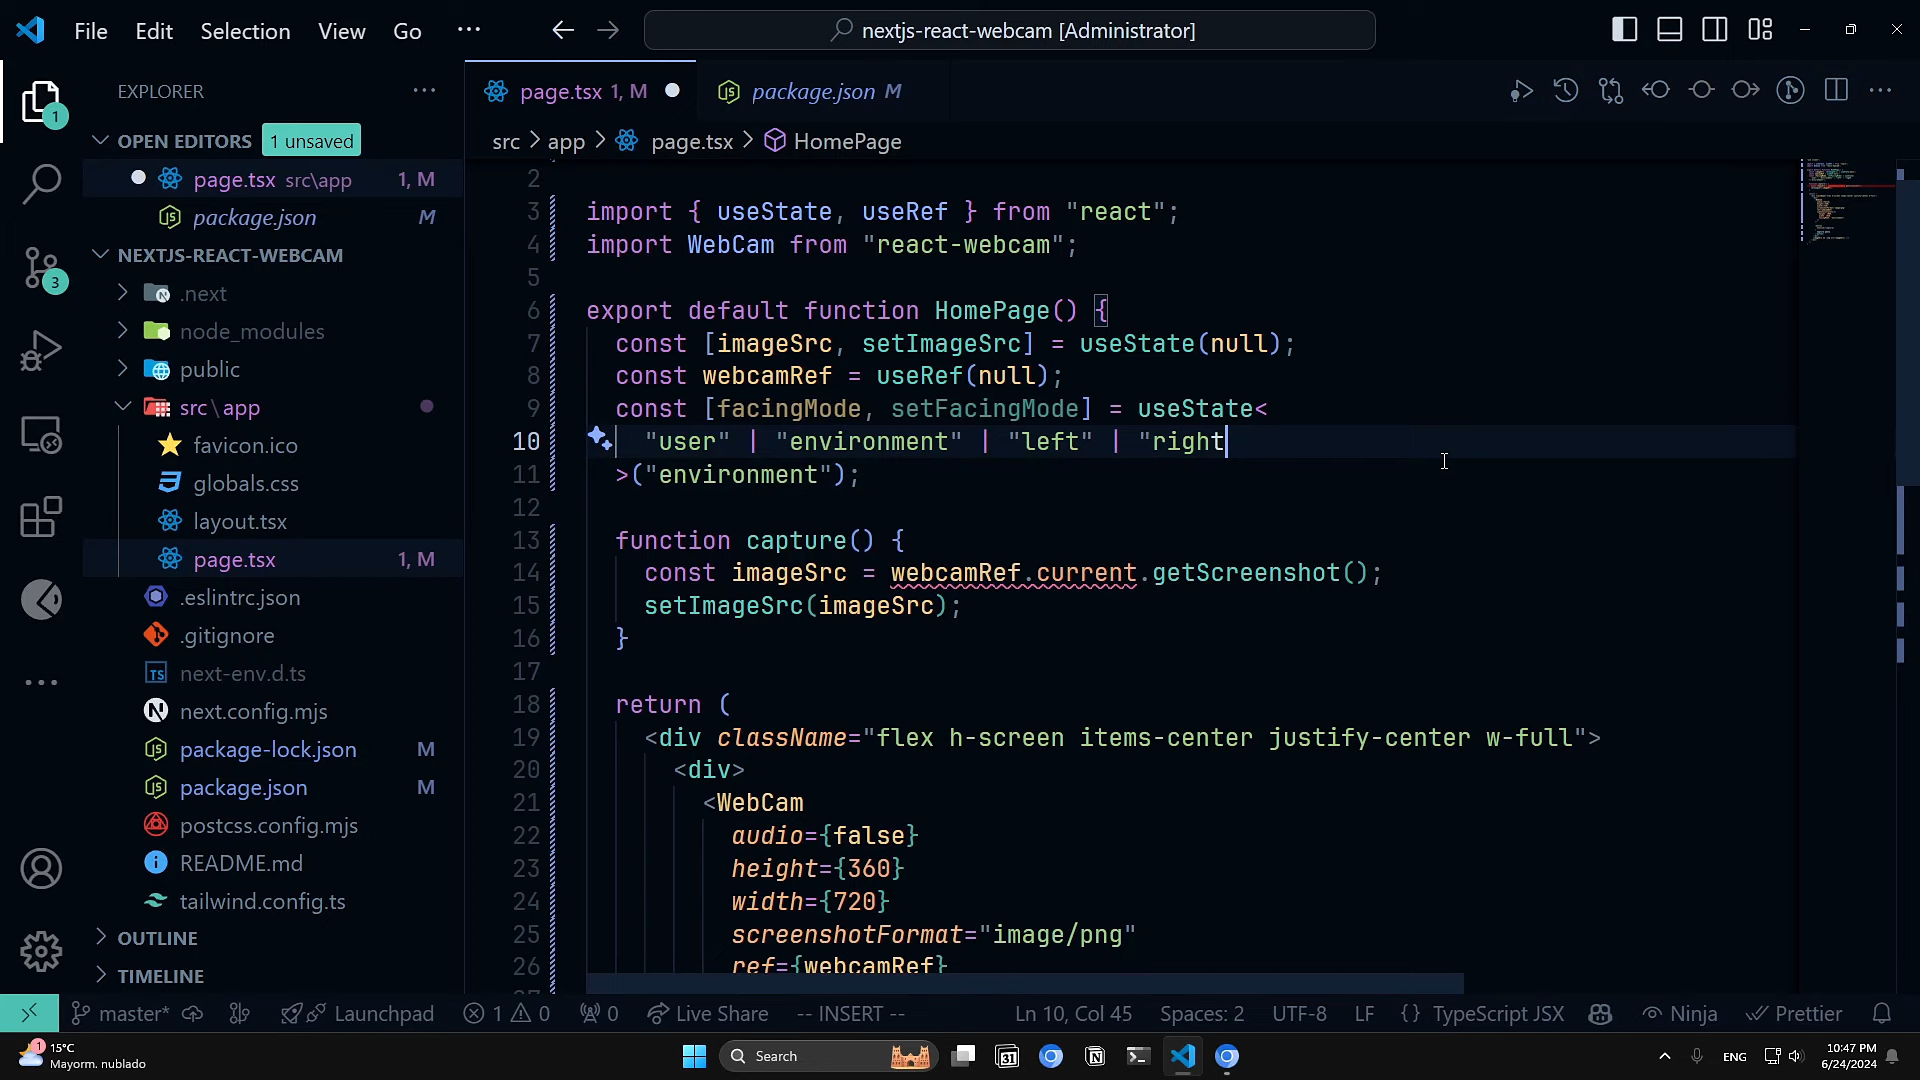 File Edit Selection View Go ···
nextjs-react-webcam [Administrator]
EXPLORER
OPEN EDITORS 1 unsaved
page.tsx src\app 1, M
package.json M
NEXTJS-REACT-WEBCAM
.next
node_modules
public
src\app
favicon.ico
globals.css
layout.tsx
page.tsx 1, M
.eslintrc.json
.gitignore
next-env.d.ts
next.config.mjs
package-lock.json M
package.json M
postcss.config.mjs
README.md
tailwind.config.ts
OUTLINE
TIMELINE
1
3
page.tsx 1, M
package.json M
src > app > page.tsx > HomePage
2
3 import { useState, useRef } from "react";
4 import WebCam from "react-webcam";
5
6 export default function HomePage() {
7 const [imageSrc, setImageSrc] = useState(null);
8 const webcamRef = useRef(null);
9 const [facingMode, setFacingMode] = useState<
10 "user" | "environment" | "left" | "right
11 >("environment");
12
13 function capture() {
14 const imageSrc = webcamRef.current.getScreenshot();
15 setImageSrc(imageSrc);
16 }
17
18 return (
19 <div className="flex h-screen items-center justify-center w-full">
20 <div>
21 <WebCam
22 audio={false}
23 height={360}
24 width={720}
25 screenshotFormat="image/png"
26 ref={webcamRef}
master* Launchpad 1 0 0 Live Share -- INSERT -- Ln 10, Col 45 Spaces: 2 UTF-8 LF {} TypeScript JSX Ninja Prettier
1 15°C
Mayorm. nublado
Search
31
ENG
10:47 PM
6/24/2024